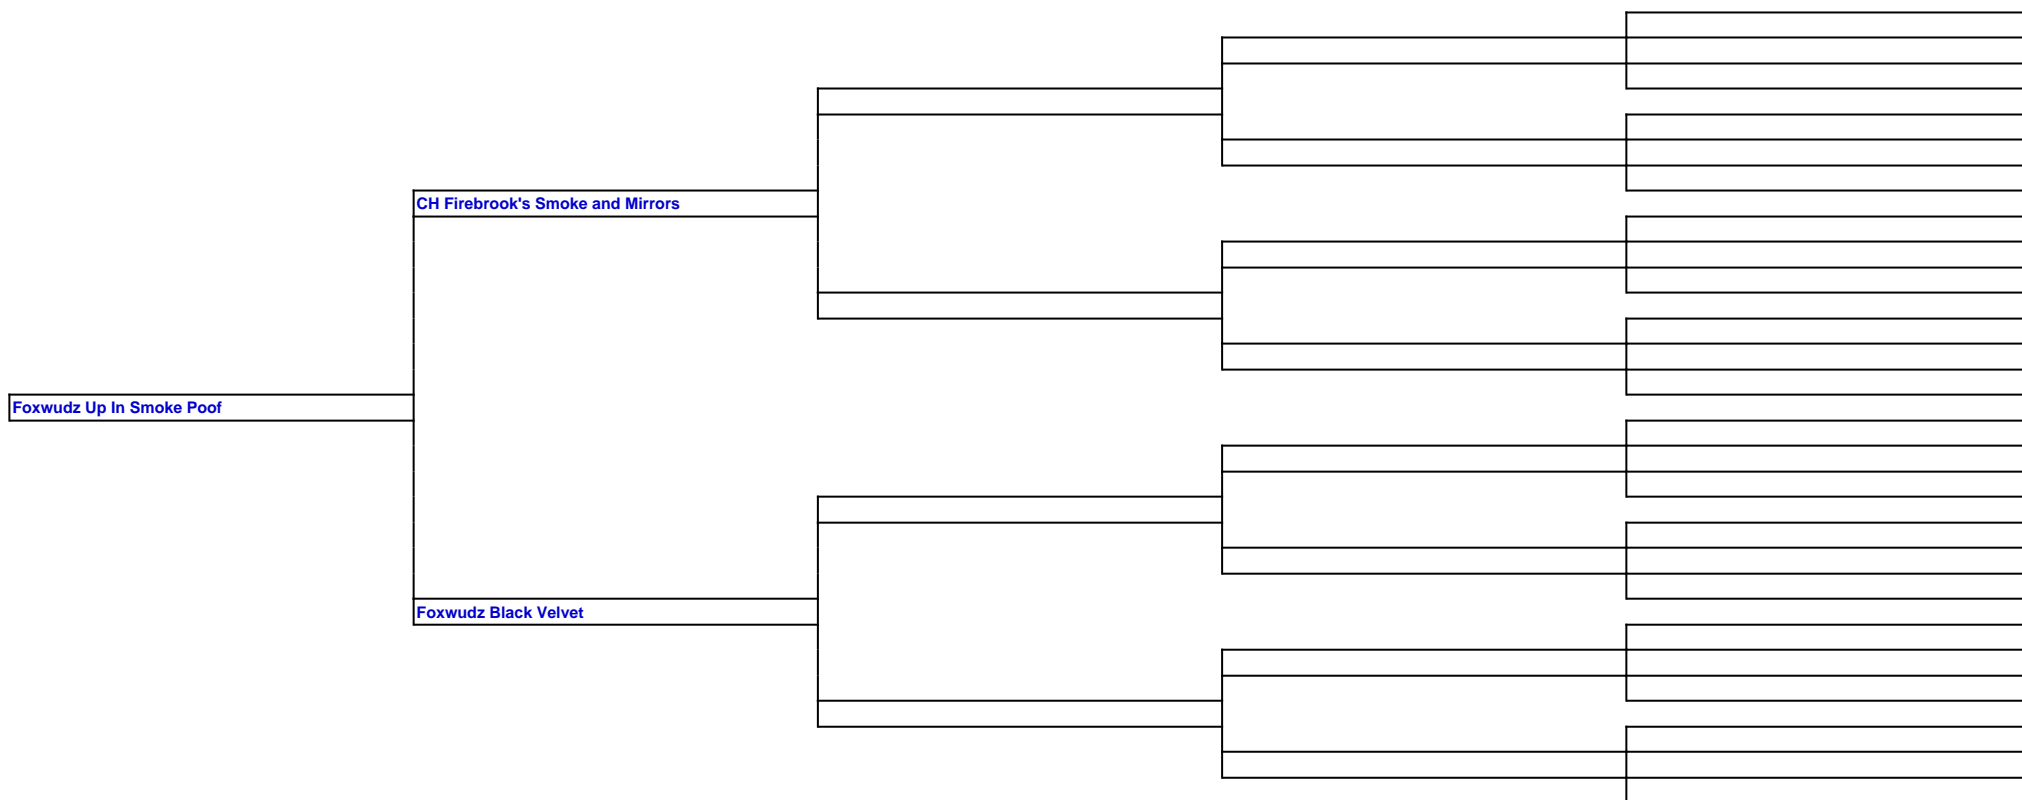 CH Firebrook's Smoke and Mirrors
Foxwudz Up In Smoke Poof
Foxwudz Black Velvet